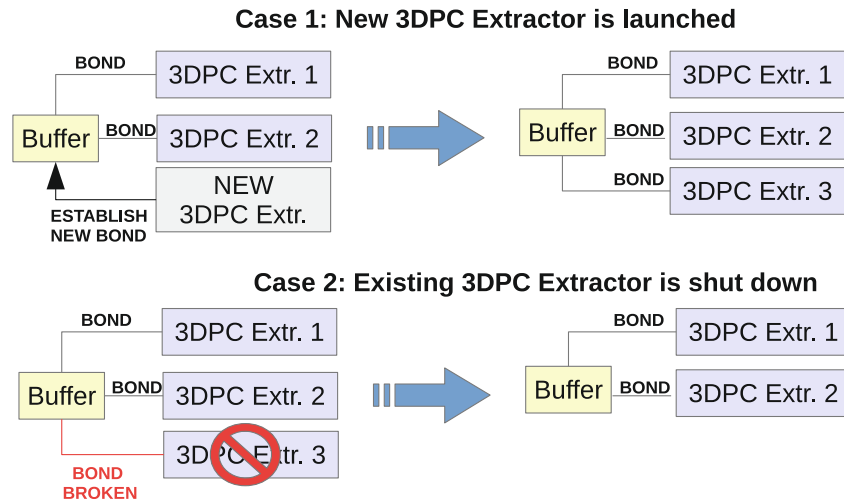 Case 1: New 3DPC Extractor is launched
BOND
3DPC Extr. 1
Buffer
BOND
3DPC Extr. 2
NEW
3DPC Extr.
ESTABLISH
NEW BOND
BOND
3DPC Extr. 1
Buffer
BOND
3DPC Extr. 2
BOND
3DPC Extr. 3
Case 2: Existing 3DPC Extractor is shut down
BOND
3DPC Extr. 1
Buffer
BOND
3DPC Extr. 2
3DPC Extr. 3
BOND
BROKEN
BOND
3DPC Extr. 1
Buffer
BOND
3DPC Extr. 2